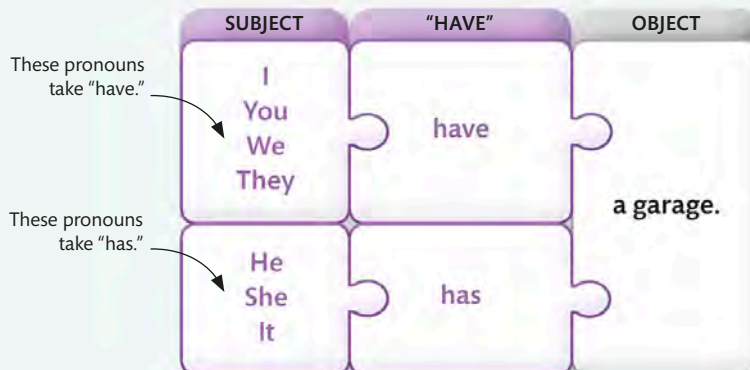 SUBJECT
"HAVE"
OBJECT
These pronouns
take "have."
I
You
We
They
have
a garage.
These pronouns
take "has."
He
She
It
has